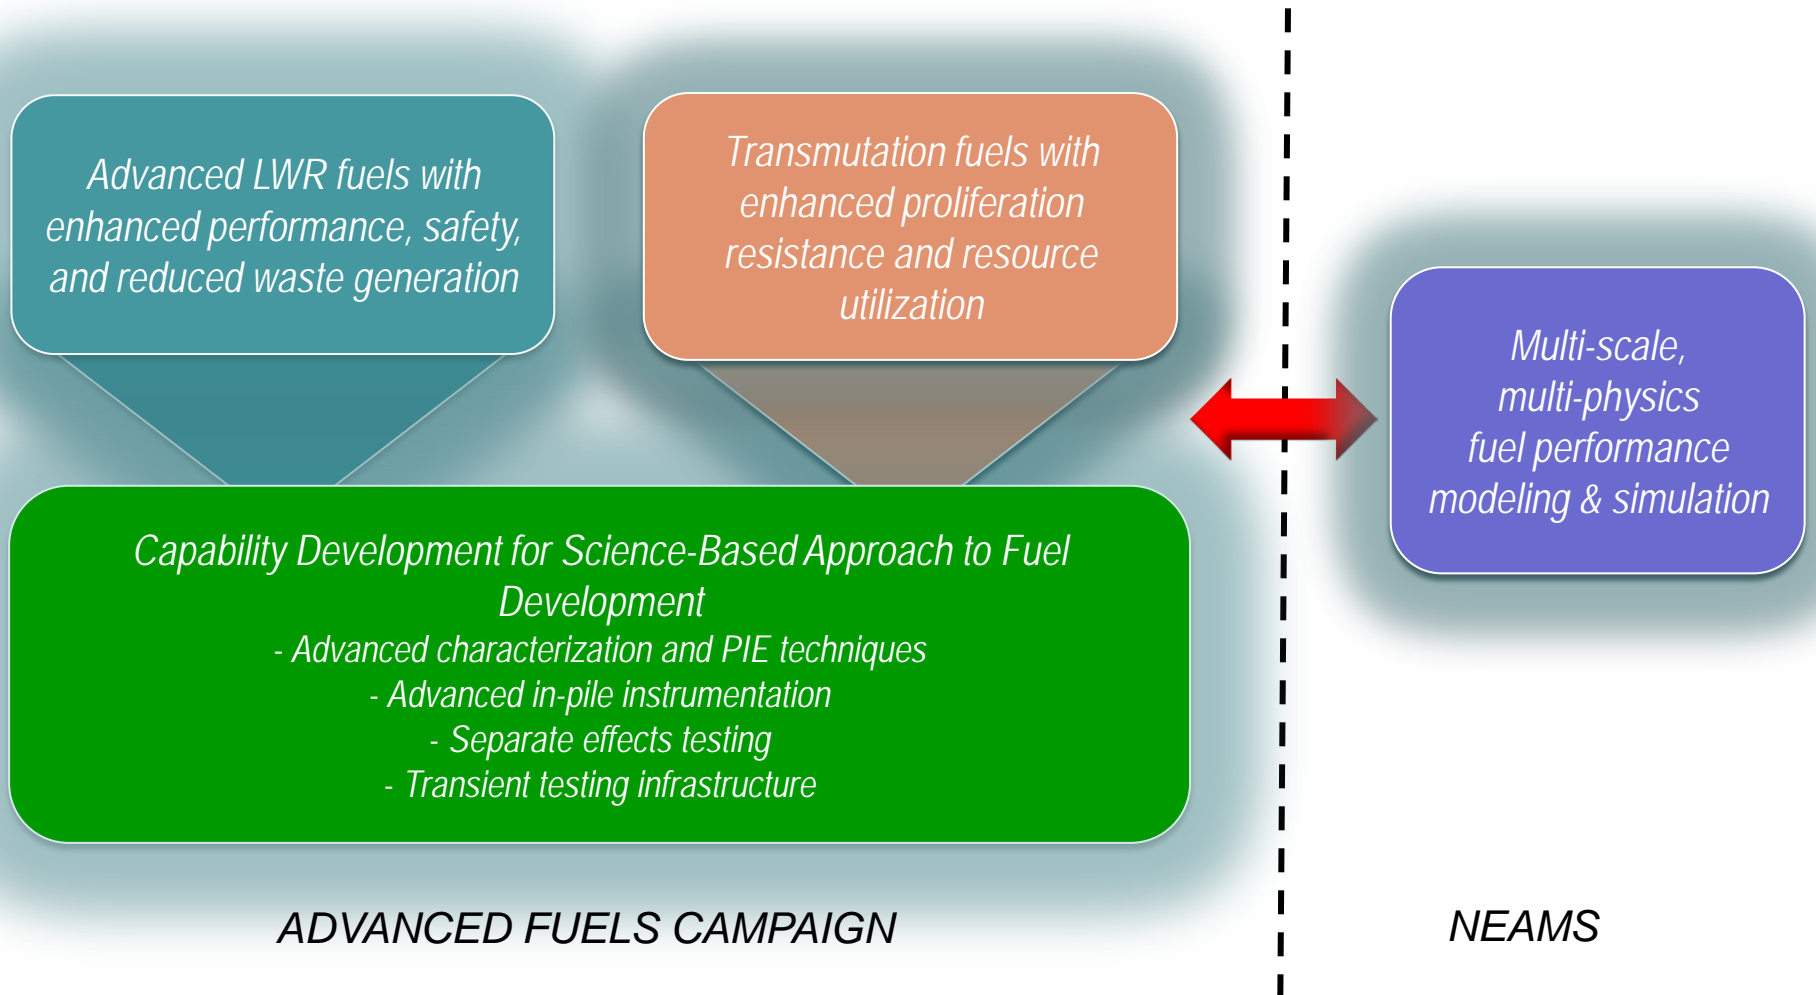 Advanced LWR fuels with
enhanced performance, safety,
and reduced waste generation
Transmutation fuels with
enhanced proliferation
resistance and resource
utilization
Multi-scale,
multi-physics
fuel performance
modeling & simulation
Capability Development for Science-Based Approach to Fuel
Development
- Advanced characterization and PIE techniques
- Advanced in-pile instrumentation
- Separate effects testing
- Transient testing infrastructure
ADVANCED FUELS CAMPAIGN
NEAMS